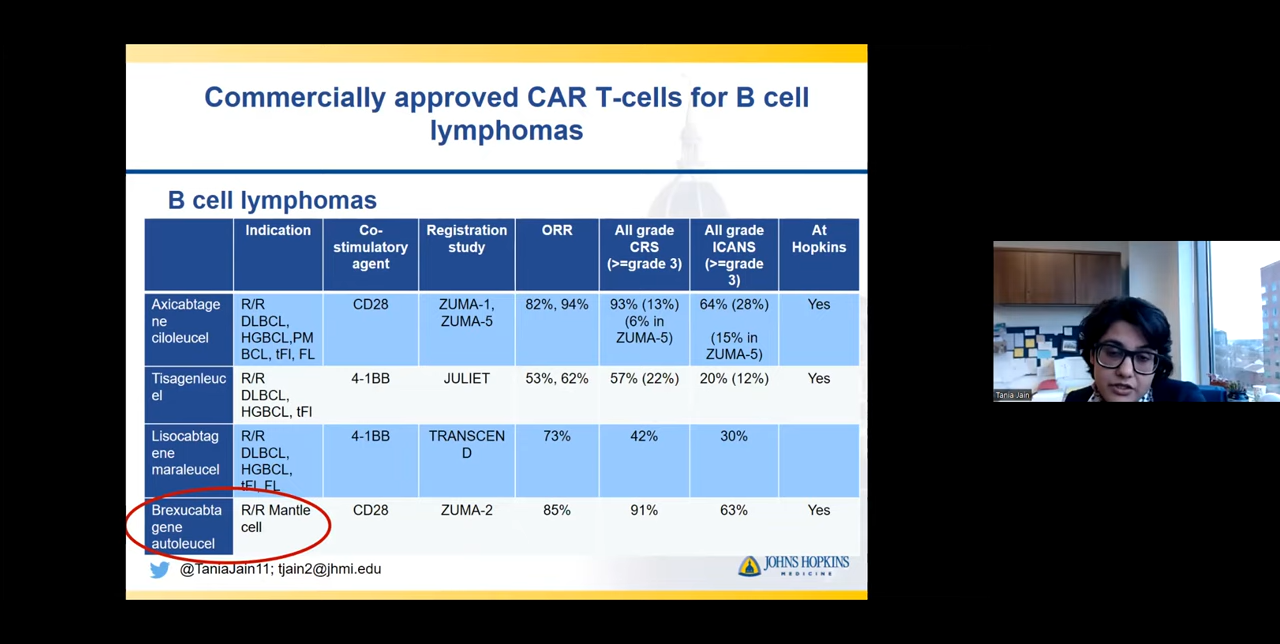 Commercially approved CAR T-cells for B cell
lymphomas
B cell lymphomas
Indication
Co-
stimulatory
agent
Registration
study
ORR
All grade
CRS
(>=grade 3)
All grade
ICANS
(>=grade
3)
At
Hopkins
Axicabtage
ne
ciloleucel
R/R
DLBCL,
HGBCL,PM
BCL, tFl, FL
CD28
ZUMA-1,
ZUMA-5
82%, 94%
93% (13%)
(6% in
ZUMA-5)
64% (28%)
(15% in
ZUMA-5)
Yes
Tisagenleuc
el
R/R
DLBCL,
HGBCL, tFl
4-1BB
JULIET
53%, 62%
57% (22%)
20% (12%)
Yes
Lisocabtag
ene
maraleucel
R/R
DLBCL,
HGBCL,
tFl, FL
4-1BB
TRANSCEN
D
73%
42%
30%
Brexucabta
gene
autoleucel
R/R Mantle
cell
CD28
ZUMA-2
85%
91%
63%
Yes
@TaniaJain11; tjain2@jhmi.edu
JOHNS HOPKINS
MEDICINE
Tania Jain